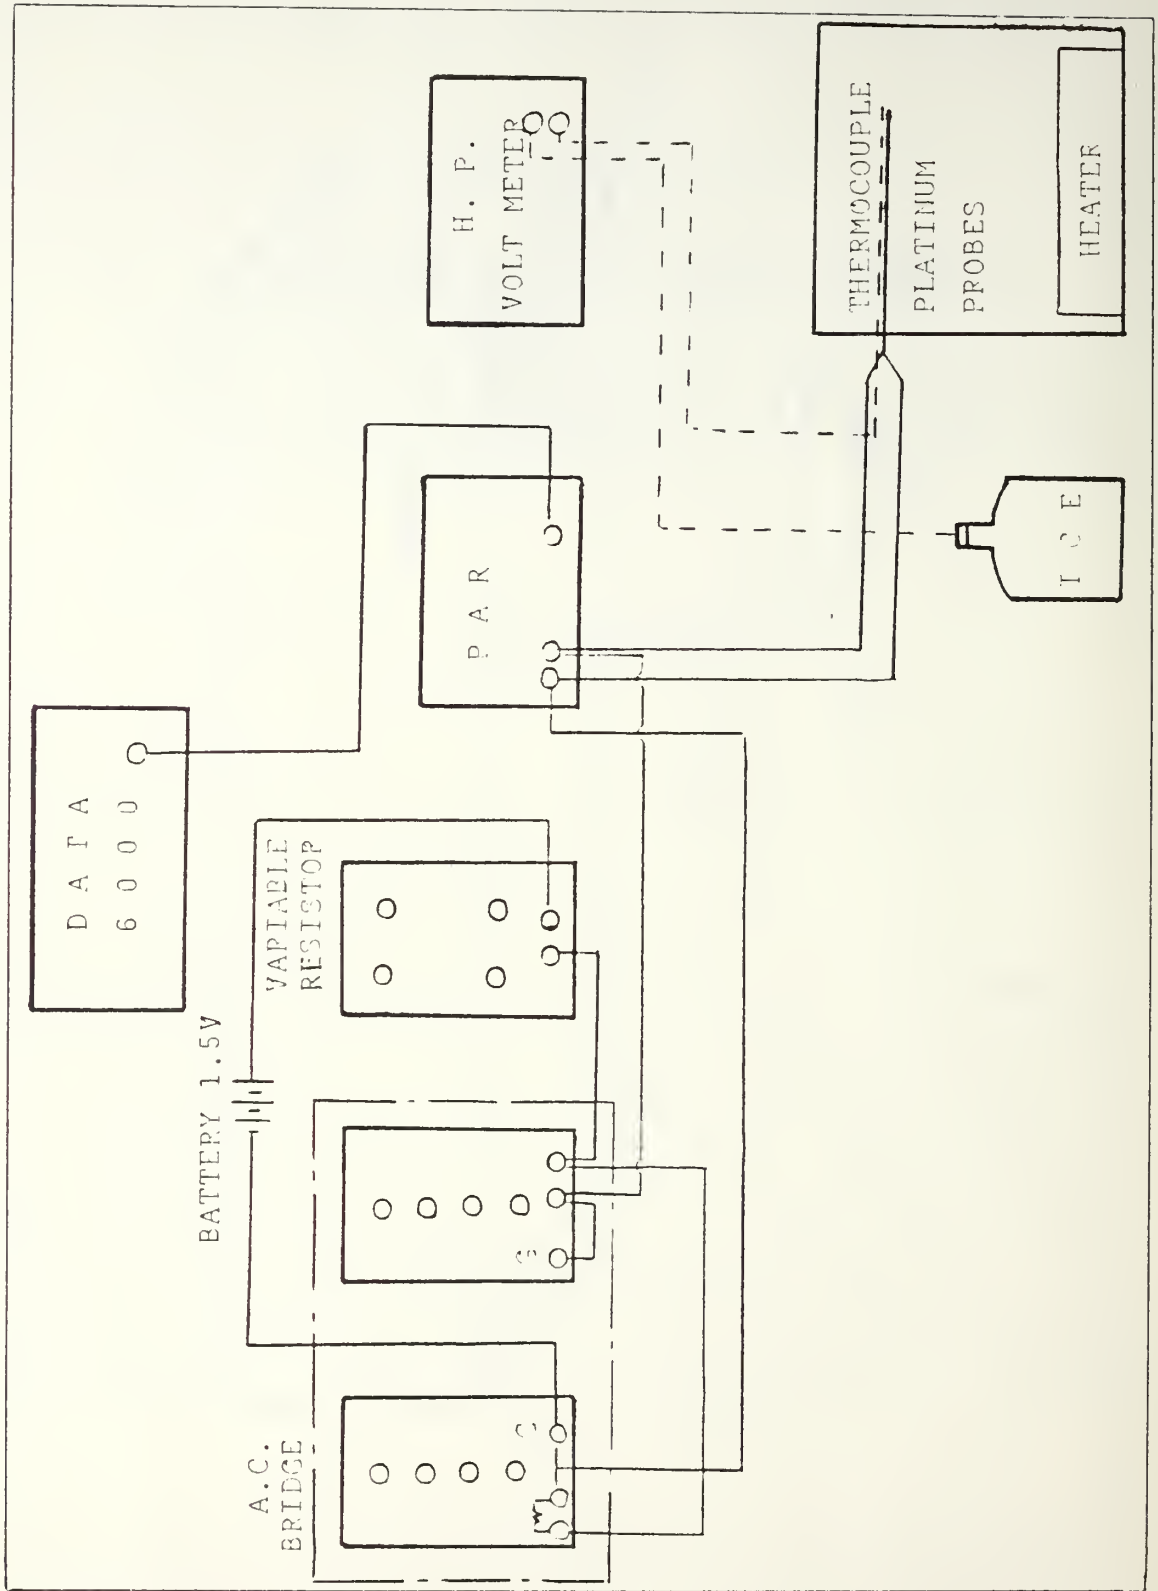 DATA
6000
BATTERY 1.5V
VARIABLE
RESISTOR
A.C.
BRIDGE
G
G
PAR
H. P.
VOLT METER
THERMOCOUPLE
PLATINUM
PROBES
HEATER
ICE